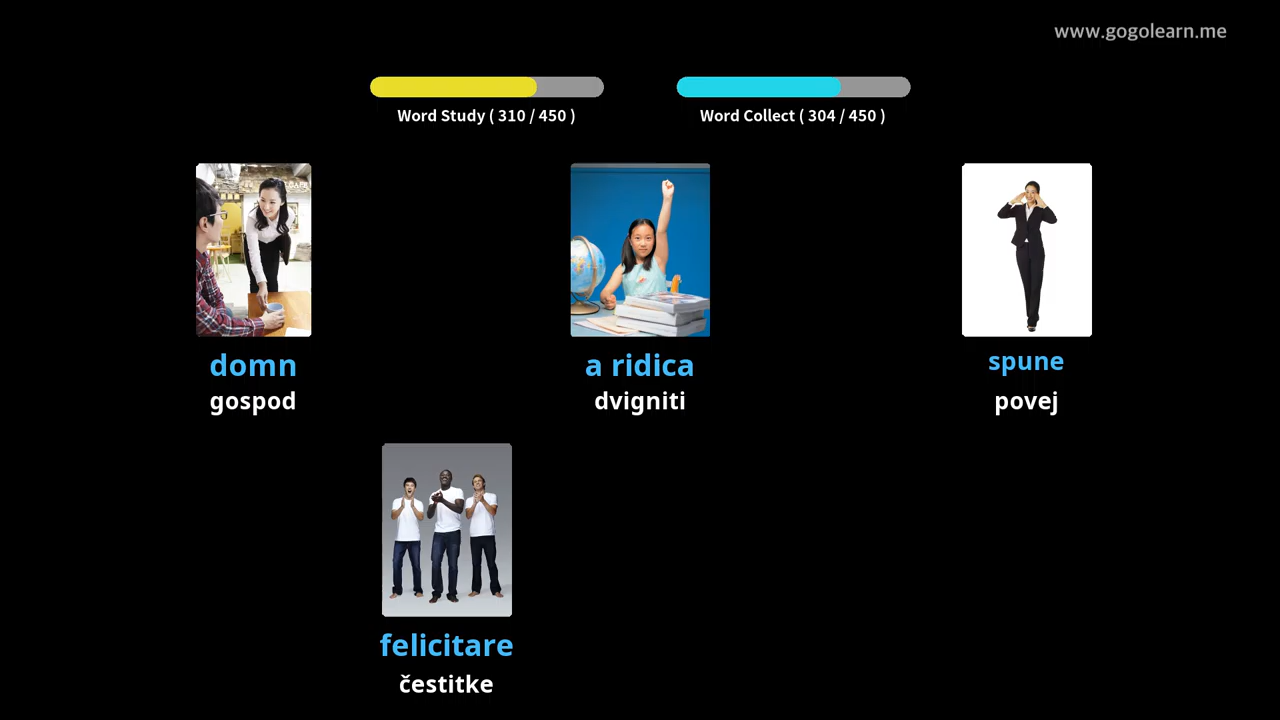 www.gogolearn.me
Word Study ( 310 / 450 )
Word Collect ( 304 / 450 )
domn
gospod
a ridica
dvigniti
spune
povej
felicitare
čestitke